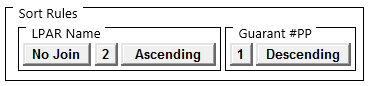 Sort Rules
LPAR Name Guarant #PP
No Join 2 Ascending 1 Descending